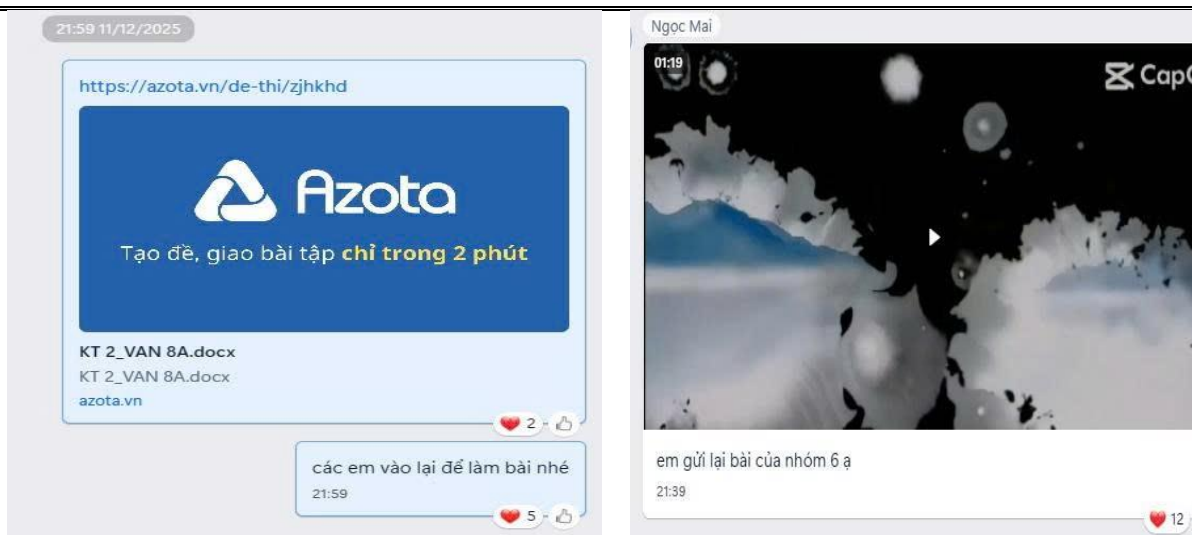 21:59 11/12/2025
https://azota.vn/de-thi/zjhkhd
Azota
Tạo đề, giao bài tập chỉ trong 2 phút
KT 2_VAN 8A.docx
KT 2_VAN 8A.docx
azota.vn
2
các em vào lại để làm bài nhé
21:59
5
Ngọc Mai
01:19
CapC
em gửi lại bài của nhóm 6 ạ
21:39
12